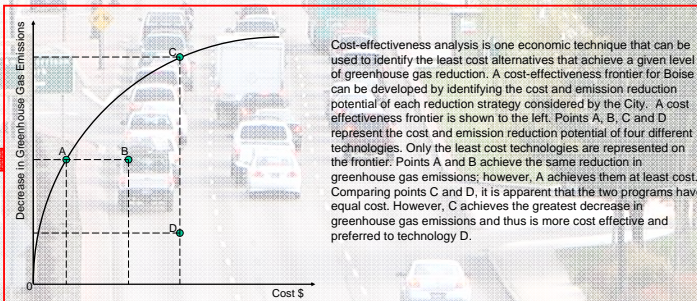 Decrease in Greenhouse Gas Emissions
C
A
B
D
0
Cost $
Cost-effectiveness analysis is one economic technique that can be
used to identify the least cost alternatives that achieve a given level
of greenhouse gas reduction. A cost-effectiveness frontier for Boise
can be developed by identifying the cost and emission reduction
potential of each reduction strategy considered by the City. A cost
effectiveness frontier is shown to the left. Points A, B, C and D
represent the cost and emission reduction potential of four different
technologies. Only the least cost technologies are represented on
the frontier. Points A and B achieve the same reduction in
greenhouse gas emissions; however, A achieves them at least cost.
Comparing points C and D, it is apparent that the two programs have
equal cost. However, C achieves the greatest decrease in
greenhouse gas emissions and thus is more cost effective and
preferred to technology D.